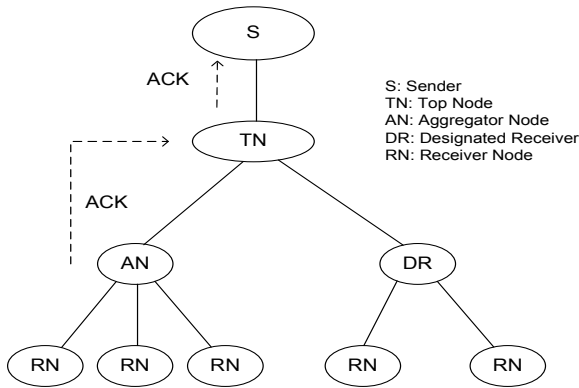 S
ACK
S: Sender
TN: Top Node
AN: Aggregator Node
DR: Designated Receiver
RN: Receiver Node
TN
ACK
AN
DR
RN
RN
RN
RN
RN